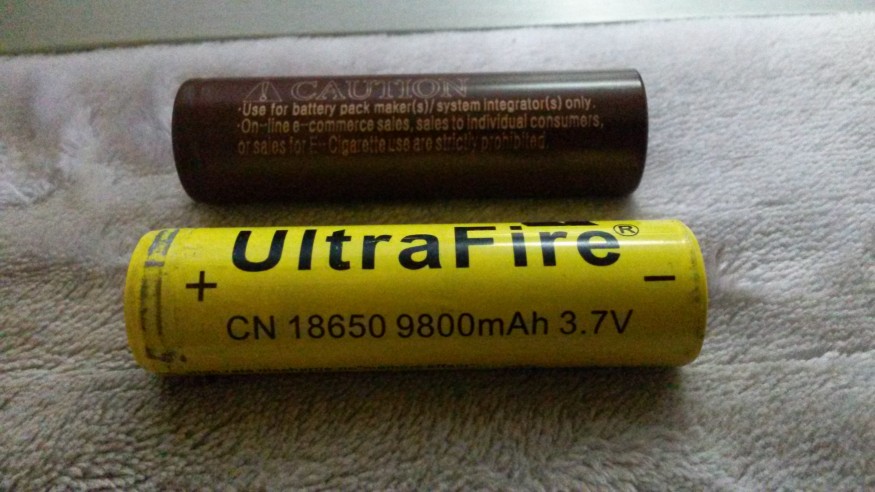 ⚠ CAUTION
·Use for battery pack maker(s)/ system integrator(s) only.
·On-line e-commerce sales, sales to individual consumers,
or sales for E-Cigarette use are strictly prohibited
UltraFire®
+ −
CN 18650 9800mAh 3.7V